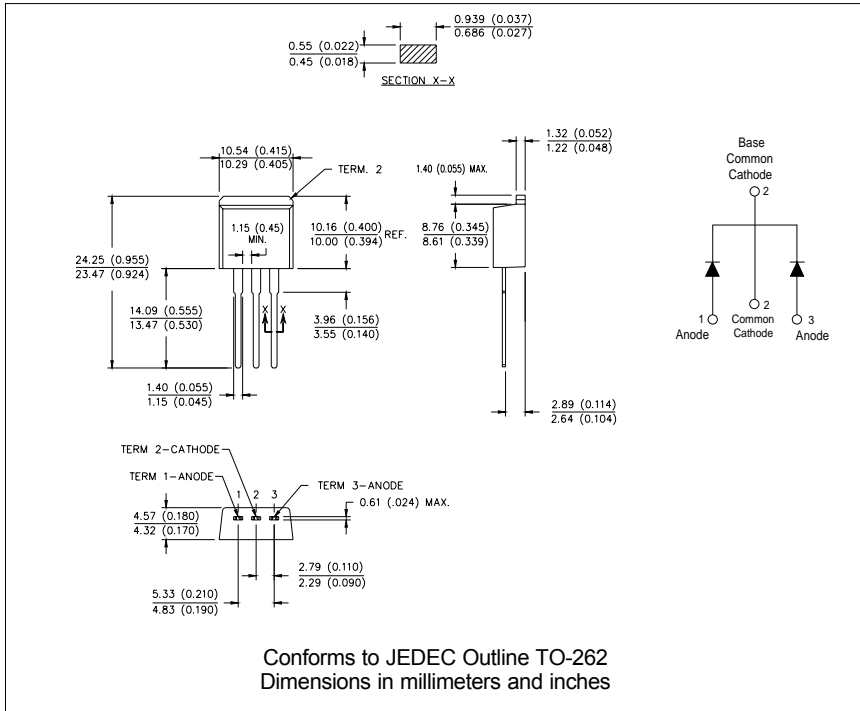 0.939 (0.037)
0.686 (0.027)
0.55 (0.022)
0.45 (0.018)
SECTION X-X
10.54 (0.415)
10.29 (0.405)
TERM. 2
1.32 (0.052)
1.22 (0.048)
1.40 (0.055) MAX.
1.15 (0.45)
MIN.
10.16 (0.400)
10.00 (0.394)
REF.
8.76 (0.345)
8.61 (0.339)
24.25 (0.955)
23.47 (0.924)
14.09 (0.555)
13.47 (0.530)
X X
3.96 (0.156)
3.55 (0.140)
1.40 (0.055)
1.15 (0.045)
2.89 (0.114)
2.64 (0.104)
Base
Common
Cathode
2
1
Anode
2
Common
Cathode
3
Anode
TERM 2-CATHODE
TERM 1-ANODE
1 2 3
TERM 3-ANODE
0.61 (.024) MAX.
4.57 (0.180)
4.32 (0.170)
2.79 (0.110)
2.29 (0.090)
5.33 (0.210)
4.83 (0.190)
Conforms to JEDEC Outline TO-262
Dimensions in millimeters and inches